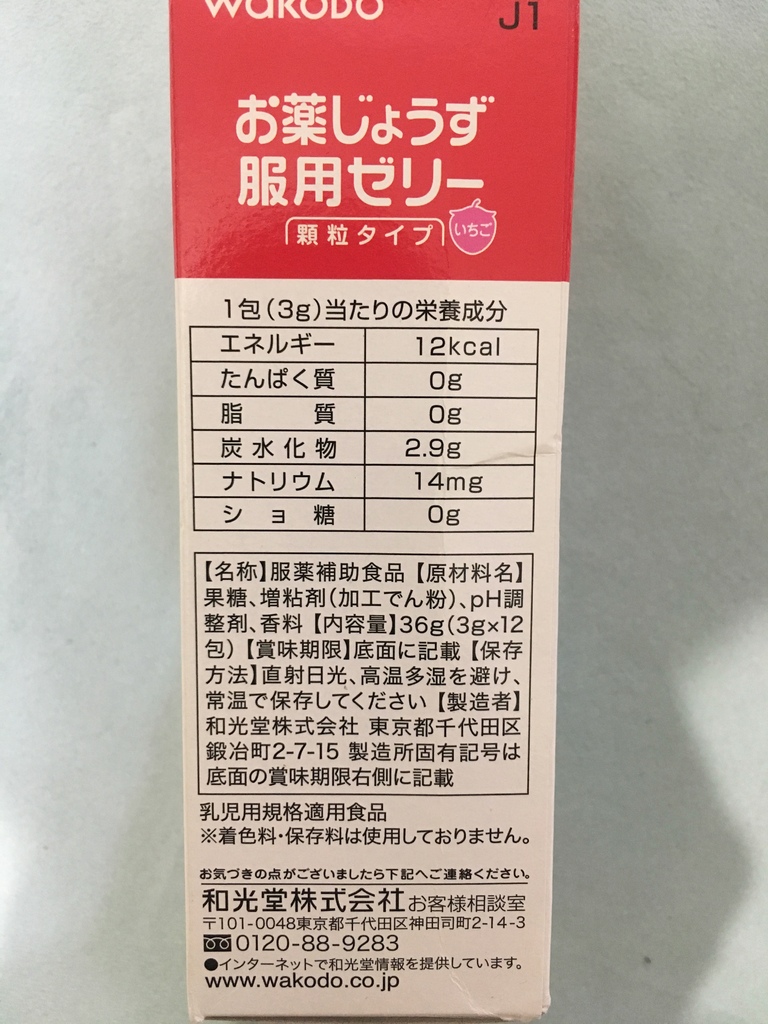 wakodo
J1
お薬じょうず
服用ゼリー
顆粒タイプ
いちご
1包(3g)当たりの栄養成分
エネルギー 12kcal
たんぱく質 0g
脂質 0g
炭水化物 2.9g
ナトリウム 14mg
ショ糖 0g
【名称】服薬補助食品【原材料名】
果糖、増粘剤(加工でん粉)、pH調
整剤、香料【内容量】36g(3g×12
包)【賞味期限】底面に記載【保存
方法】直射日光、高温多湿を避け、
常温で保存してください【製造者】
和光堂株式会社 東京都千代田区
鍛冶町2-7-15 製造所固有記号は
底面の賞味期限右側に記載
乳児用規格適用食品
※着色料・保存料は使用しておりません。
お気づきの点がございましたら下記へご連絡ください。
和光堂株式会社お客様相談室
〒101-0048東京都千代田区神田司町2-14-3
0120-88-9283
●インターネットで和光堂情報を提供しています。
www.wakodo.co.jp